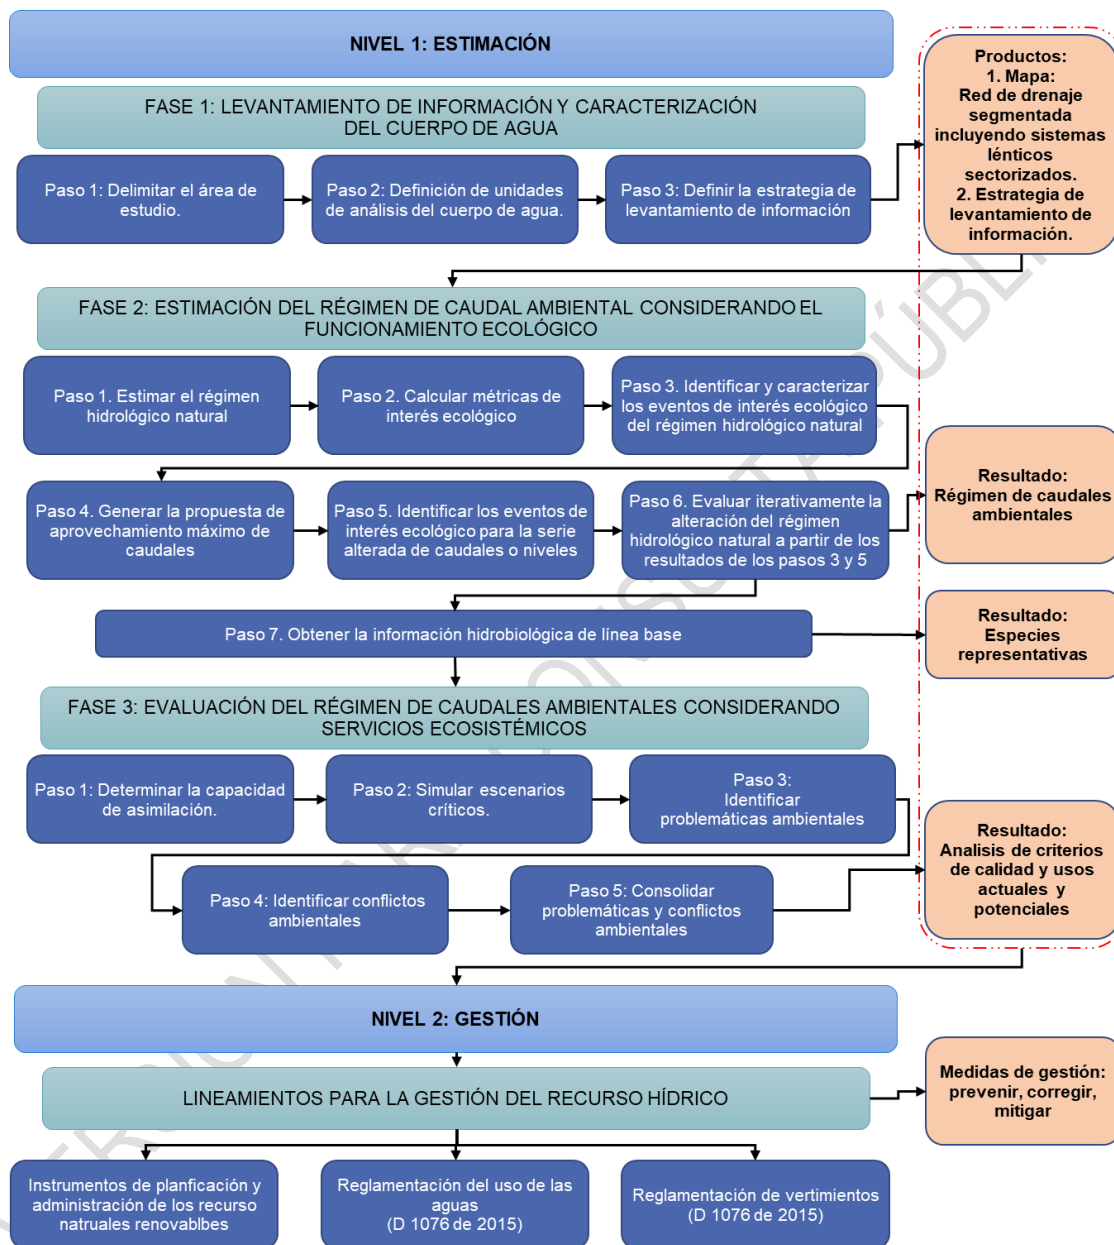 NIVEL 1: ESTIMACIÓN
FASE 1: LEVANTAMIENTO DE INFORMACIÓN Y CARACTERIZACIÓN
DEL CUERPO DE AGUA
Paso 1: Delimitar el área de
estudio.
Paso 2: Definición de unidades
de análisis del cuerpo de agua.
Paso 3: Definir la estrategia de
levantamiento de información
Productos:
1. Mapa:
Red de drenaje
segmentada
incluyendo sistemas
lénticos
sectorizados.
2. Estrategia de
levantamiento de
información.
FASE 2: ESTIMACIÓN DEL RÉGIMEN DE CAUDAL AMBIENTAL CONSIDERANDO EL
FUNCIONAMIENTO ECOLÓGICO
Paso 1. Estimar el régimen
hidrológico natural
Paso 2. Calcular métricas de
interés ecológico
Paso 3. Identificar y caracterizar
los eventos de interés ecológico
del régimen hidrológico natural
Paso 4. Generar la propuesta de
aprovechamiento máximo de
caudales
Paso 5. Identificar los eventos de
interés ecológico para la serie
alterada de caudales o niveles
Paso 6. Evaluar iterativamente la
alteración del régimen
hidrológico natural a partir de los
resultados de los pasos 3 y 5
Resultado:
Régimen de caudales
ambientales
Paso 7. Obtener la información hidrobiológica de línea base
Resultado:
Especies
representativas
FASE 3: EVALUACIÓN DEL RÉGIMEN DE CAUDALES AMBIENTALES CONSIDERANDO
SERVICIOS ECOSISTÉMICOS
Paso 1: Determinar la capacidad
de asimilación.
Paso 2: Simular escenarios
críticos.
Paso 3:
Identificar
problemáticas ambientales
Paso 4: Identificar conflictos
ambientales
Paso 5: Consolidar
problemáticas y conflictos
ambientales
Resultado:
Analisis de criterios
de calidad y usos
actuales y
potenciales
NIVEL 2: GESTIÓN
LINEAMIENTOS PARA LA GESTIÓN DEL RECURSO HÍDRICO
Medidas de gestión:
prevenir, corregir,
mitigar
Instrumentos de planficación y
administración de los recurso
natruales renovablbes
Reglamentación del uso de las
aguas
(D 1076 de 2015)
Reglamentación de vertimientos
(D 1076 de 2015)